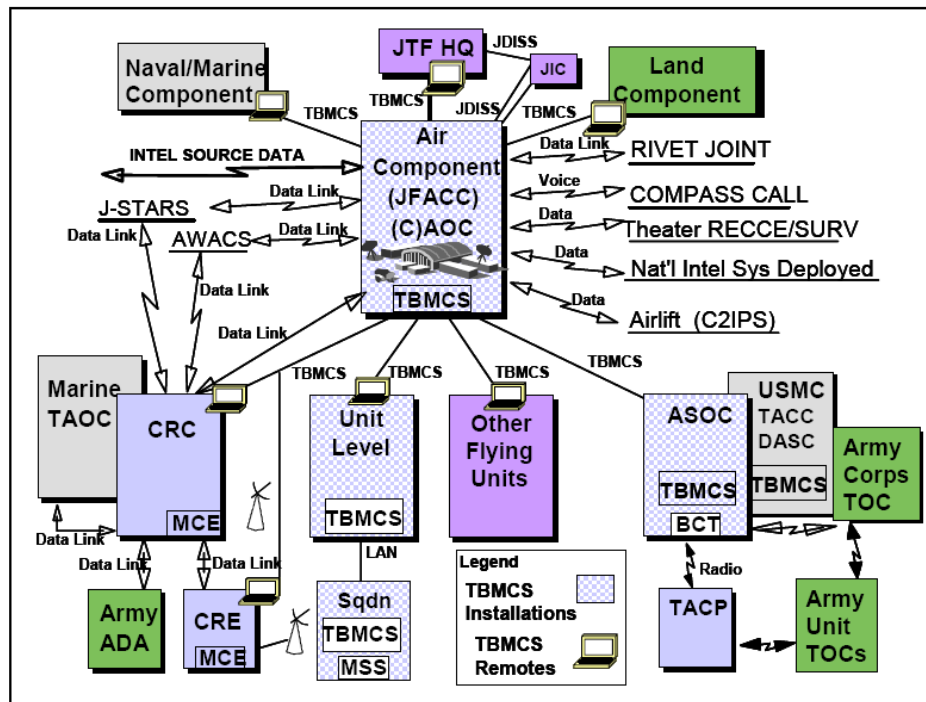 JTF HQ
JDISS
JIC
Naval/Marine
Component
Land
Component
TBMCS
TBMCS
JDISS
TBMCS
Air
Component
(JFACC)
(C)AOC
TBMCS
INTEL SOURCE DATA
J-STARS
Data Link
Data Link
AWACS
Data Link
Data Link
Data Link
Data Link
RIVET JOINT
Voice
COMPASS CALL
Data
Theater RECCE/SURV
Data
Nat'l Intel Sys Deployed
Data
Airlift (C2IPS)
TBMCS
TBMCS
TBMCS
TBMCS
Marine
TAOC
CRC
MCE
Unit
Level
TBMCS
Other
Flying
Units
ASOC
TBMCS
BCT
USMC
TACC
DASC
TBMCS
Army
Corps
TOC
Data Link
Data Link
Data Link
LAN
Radio
Army
ADA
CRE
MCE
Sqdn
TBMCS
MSS
Legend
TBMCS
Installations
TBMCS
Remotes
TACP
Army
Unit
TOCs